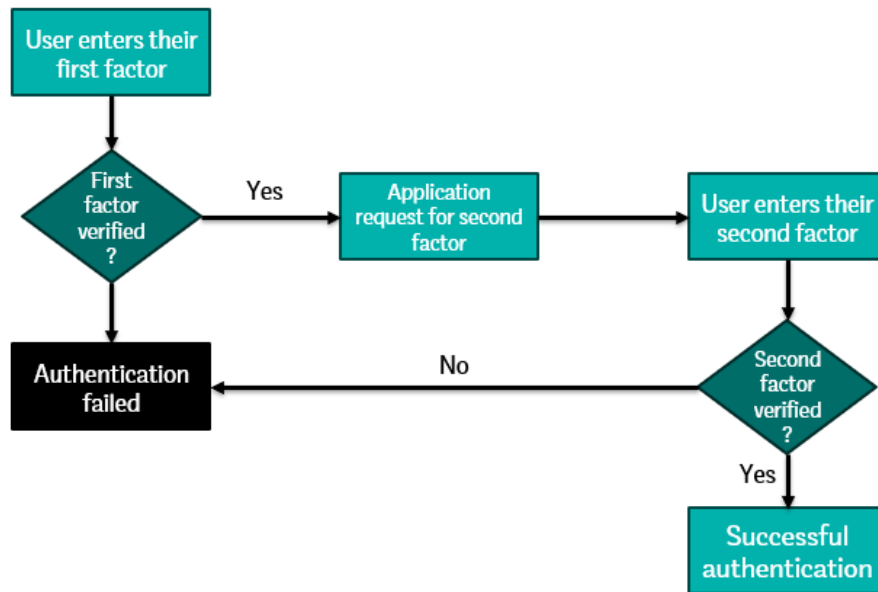 User enters their
first factor
First
factor
verified
?
Yes
Application
request for second
factor
User enters their
second factor
Authentication
failed
No
Second
factor
verified
?
Yes
Successful
authentication